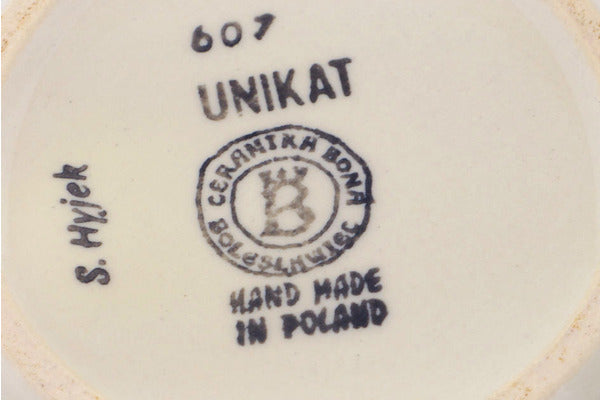 607
UNIKAT
CERAMIKA BONA
B
BOLESŁAWIEC
HAND MADE
IN POLAND
S. Hyjek